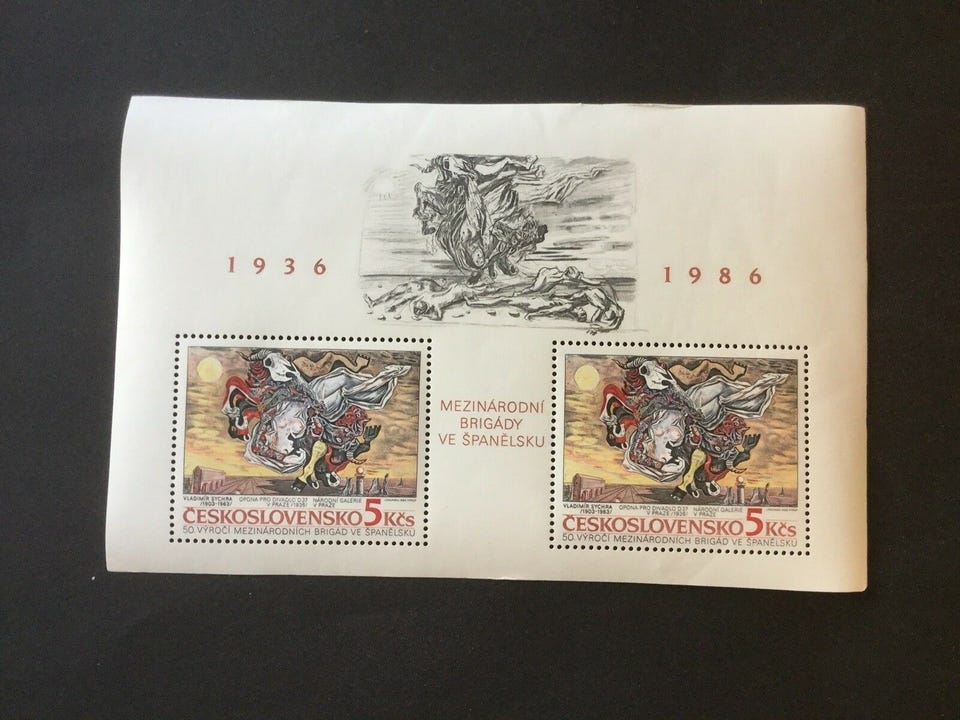 1936
1986
MEZINÁRODNÍ
BRIGÁDY
VE ŠPANĚLSKU
VLADIMÍR SYCHRA
/1903-1963/
OPONA PRO DIVADLO D37
V PRAZE /1936/
NÁRODNÍ GALERIE
V PRAZE
ČESKOSLOVENSKO 5 Kčs
50. VÝROČÍ MEZINÁRODNÍCH BRIGÁD VE ŠPANĚLSKU
VLADIMÍR SYCHRA
/1903-1963/
OPONA PRO DIVADLO D37
V PRAZE /1936/
NÁRODNÍ GALERIE
V PRAZE
ČESKOSLOVENSKO 5 Kčs
50. VÝROČÍ MEZINÁRODNÍCH BRIGÁD VE ŠPANĚLSKU